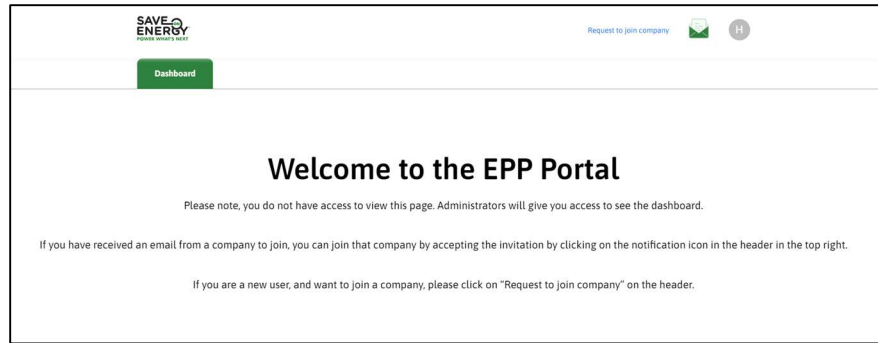 SAVE ON
ENERGY
POWER WHAT'S NEXT
Request to join company
H
Dashboard
Welcome to the EPP Portal
Please note, you do not have access to view this page. Administrators will give you access to see the dashboard.
If you have received an email from a company to join, you can join that company by accepting the invitation by clicking on the notification icon in the header in the top right.
If you are a new user, and want to join a company, please click on “Request to join company” on the header.